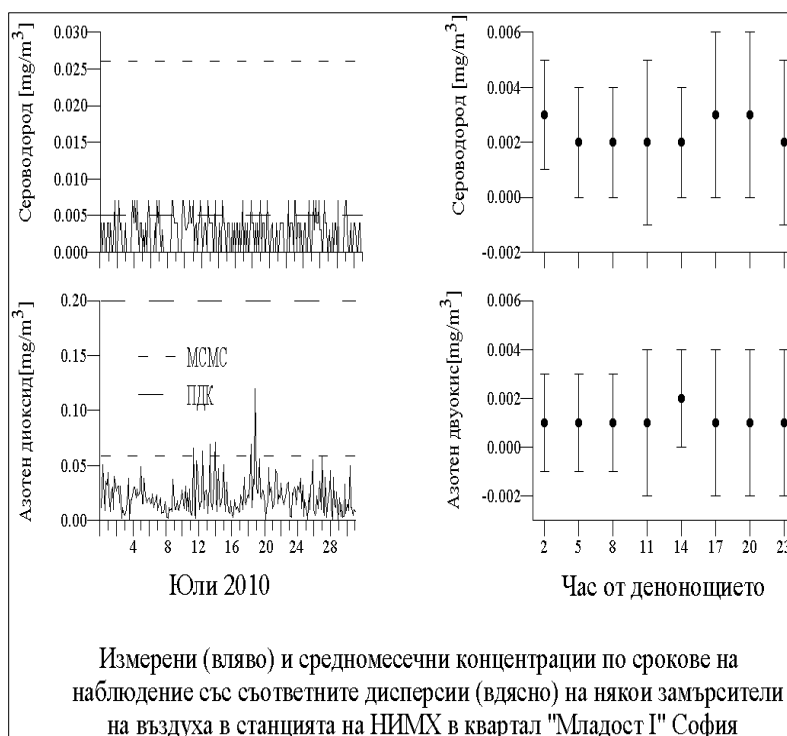 Сероводород [mg/m³]
0.030
0.025
0.020
0.015
0.010
0.005
0.000
Сероводород [mg/m³]
0.006
0.004
0.002
0.000
-0.002
Азотен диоксид[mg/m³]
0.20
0.15
0.10
0.05
0.00
МСМС
ПДК
4 8 12 16 20 24 28
Юли 2010
Азотен двуокис[mg/m³]
0.006
0.004
0.002
0.000
-0.002
2 5 8 11 14 17 20 23
Час от денонощието
Измерени (вляво) и средномесечни концентрации по срокове на
наблюдение със съответните дисперсии (вдясно) на някои замърсители
на въздуха в станцията на НИМХ в квартал "Младост I" София